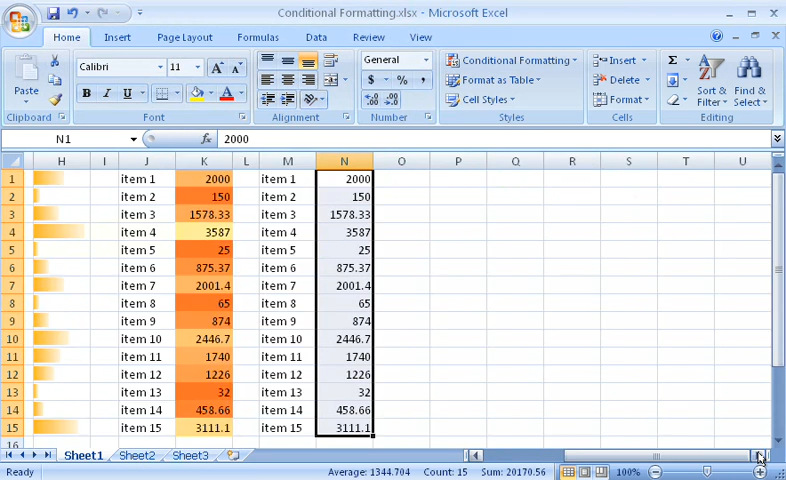 Conditional Formatting.xlsx - Microsoft Excel
Home Insert Page Layout Formulas Data Review View
Paste
Calibri 11
B I U
General
$ % ,
Conditional Formatting
Format as Table
Cell Styles
Insert
Delete
Format
Σ
Sort & Filter
Find & Select
Clipboard Font Alignment Number Styles Cells Editing
N1 fx 2000
H I J K L M N O P Q R S T U
1 item 1 2000 item 1 2000
2 item 2 150 item 2 150
3 item 3 1578.33 item 3 1578.33
4 item 4 3587 item 4 3587
5 item 5 25 item 5 25
6 item 6 875.37 item 6 875.37
7 item 7 2001.4 item 7 2001.4
8 item 8 65 item 8 65
9 item 9 874 item 9 874
10 item 10 2446.7 item 10 2446.7
11 item 11 1740 item 11 1740
12 item 12 1226 item 12 1226
13 item 13 32 item 13 32
14 item 14 458.66 item 14 458.66
15 item 15 3111.1 item 15 3111.1
16
Sheet1 Sheet2 Sheet3
Ready Average: 1344.704 Count: 15 Sum: 20170.56 100%